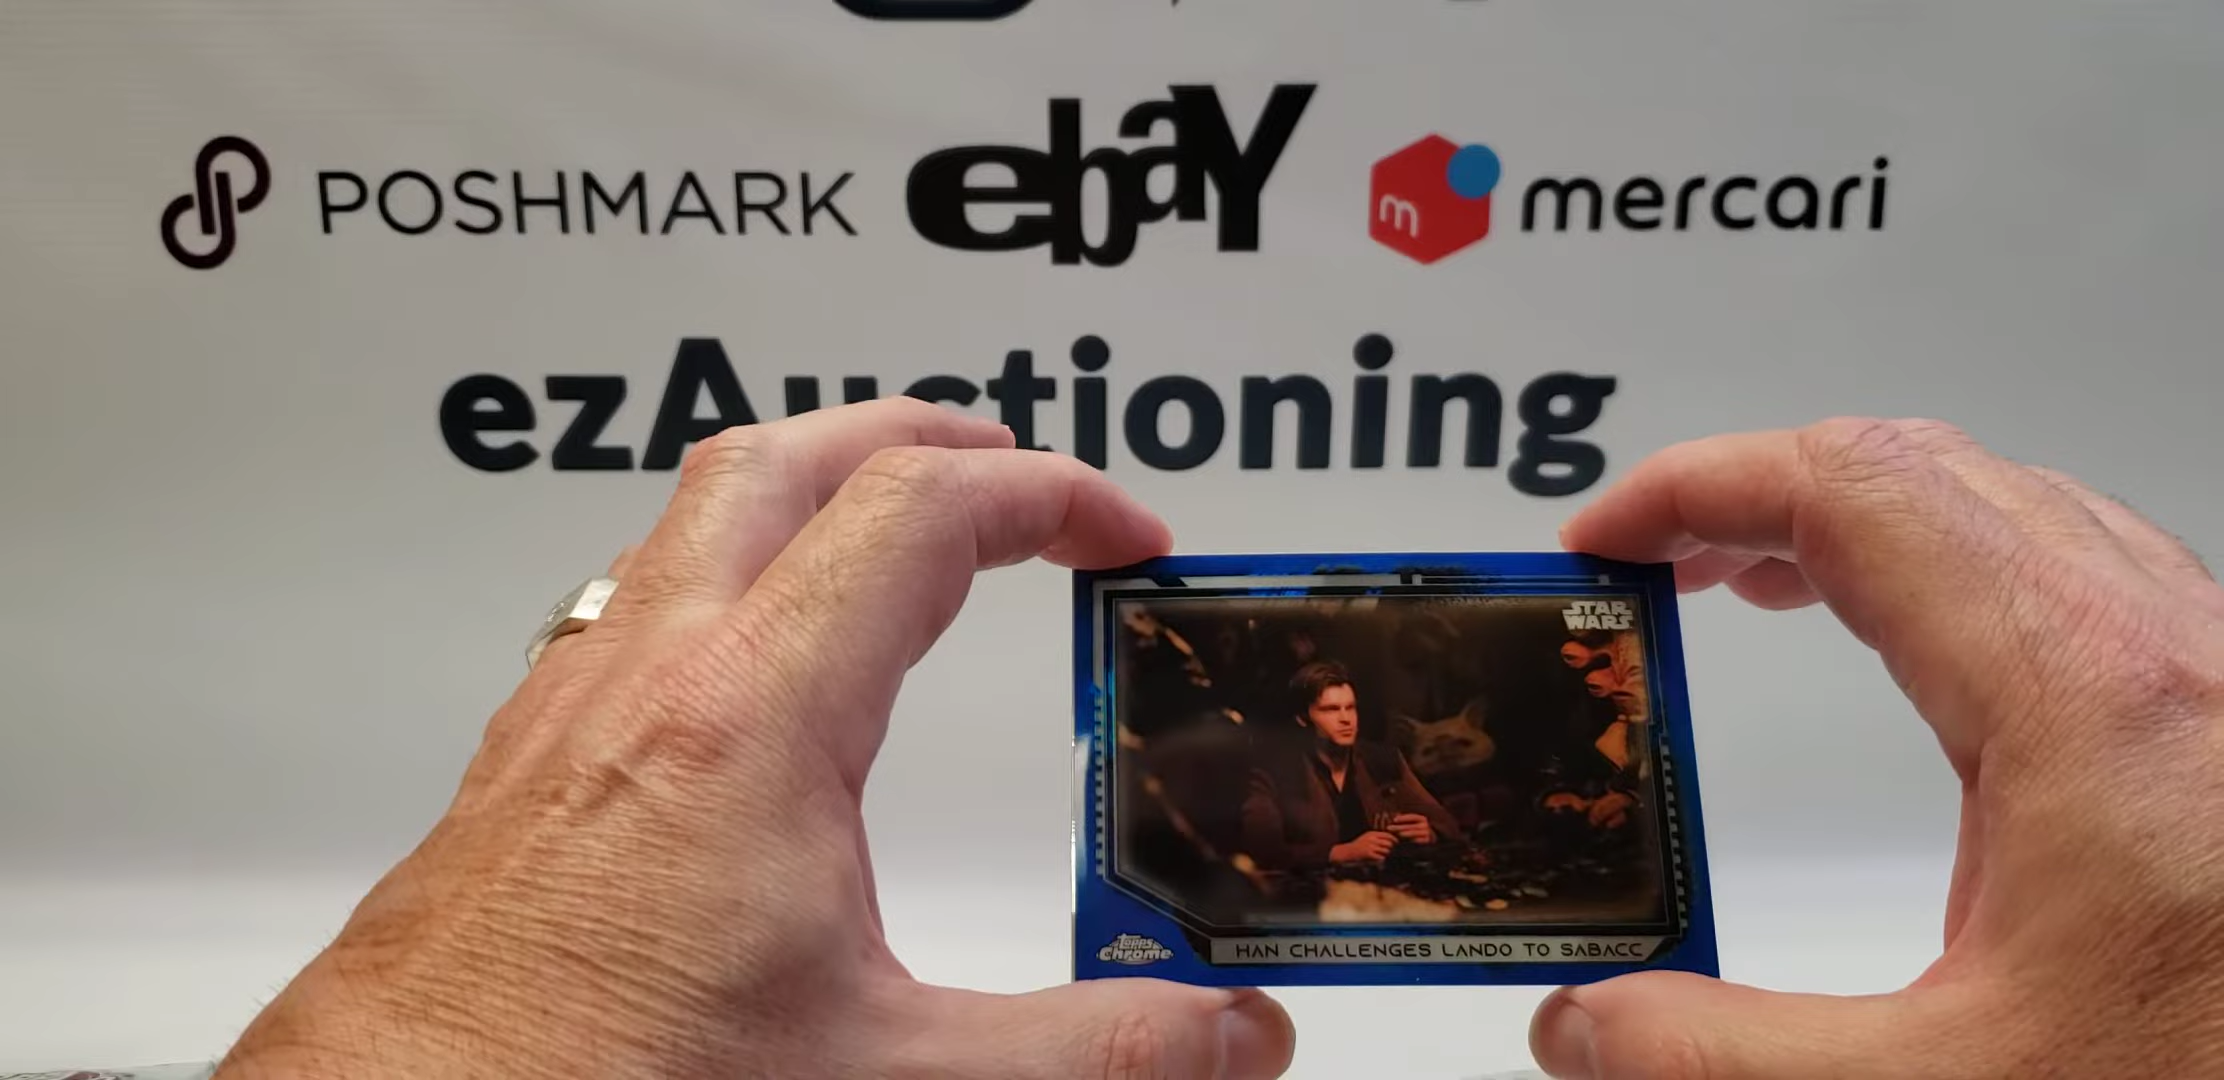 POSHMARK ebay m mercari
ezAuctioning
STAR WARS
Topps Chrome
HAN CHALLENGES LANDO TO SABACC